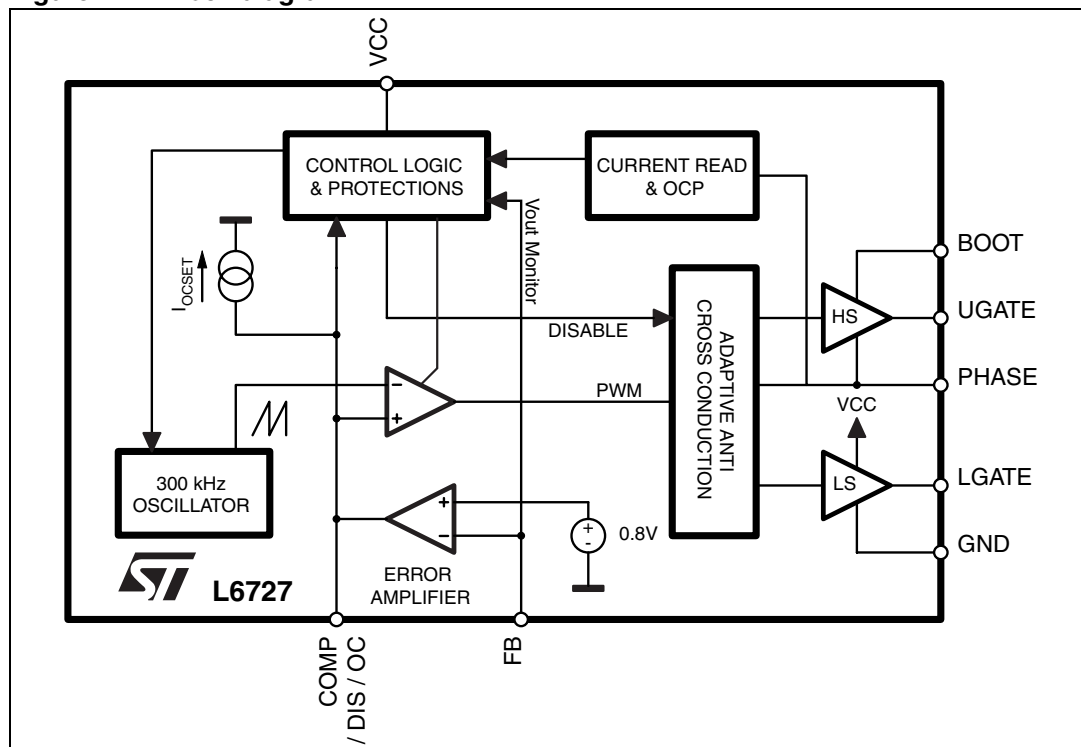 VCC
CONTROL LOGIC
& PROTECTIONS
CURRENT READ
& OCP
Vout Monitor
IOCSET
BOOT
HS
UGATE
DISABLE
ADAPTIVE ANTI
CROSS CONDUCTION
PHASE
VCC
PWM
−
+
300 kHz
OSCILLATOR
LS
LGATE
+
−
+
-
0.8V
GND
ERROR
AMPLIFIER
ST
L6727
COMP
/ DIS / OC
FB